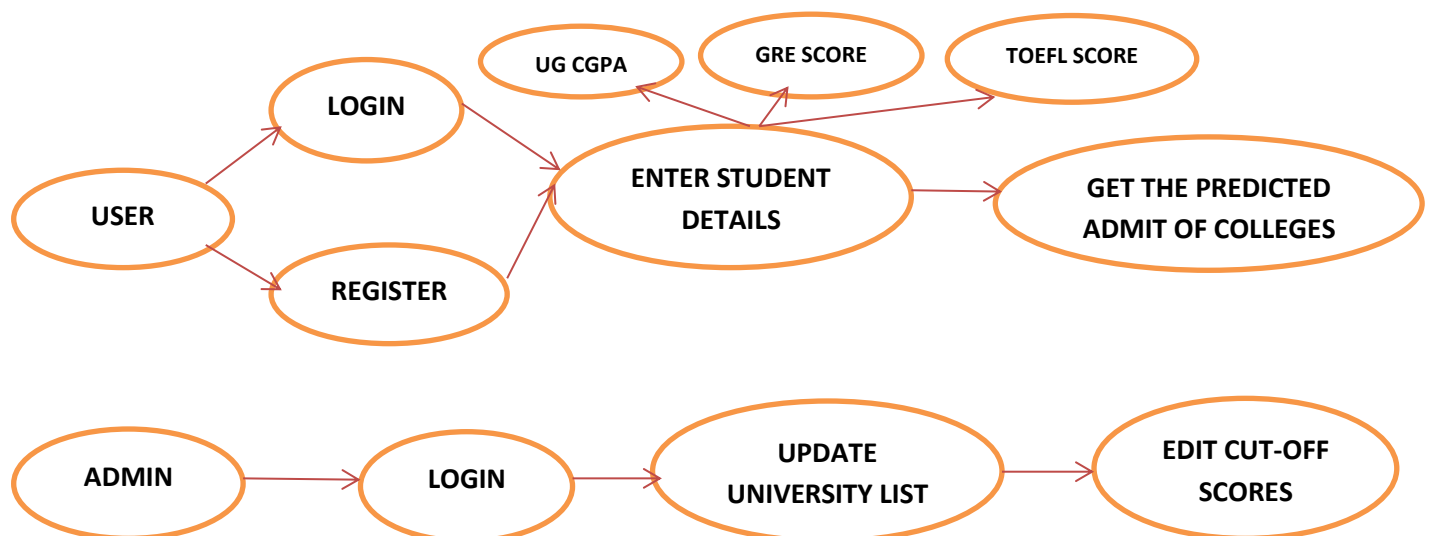 UG CGPA
GRE SCORE
TOEFL SCORE
LOGIN
USER
ENTER STUDENT
DETAILS
GET THE PREDICTED
ADMIT OF COLLEGES
REGISTER
ADMIN
LOGIN
UPDATE
UNIVERSITY LIST
EDIT CUT-OFF
SCORES